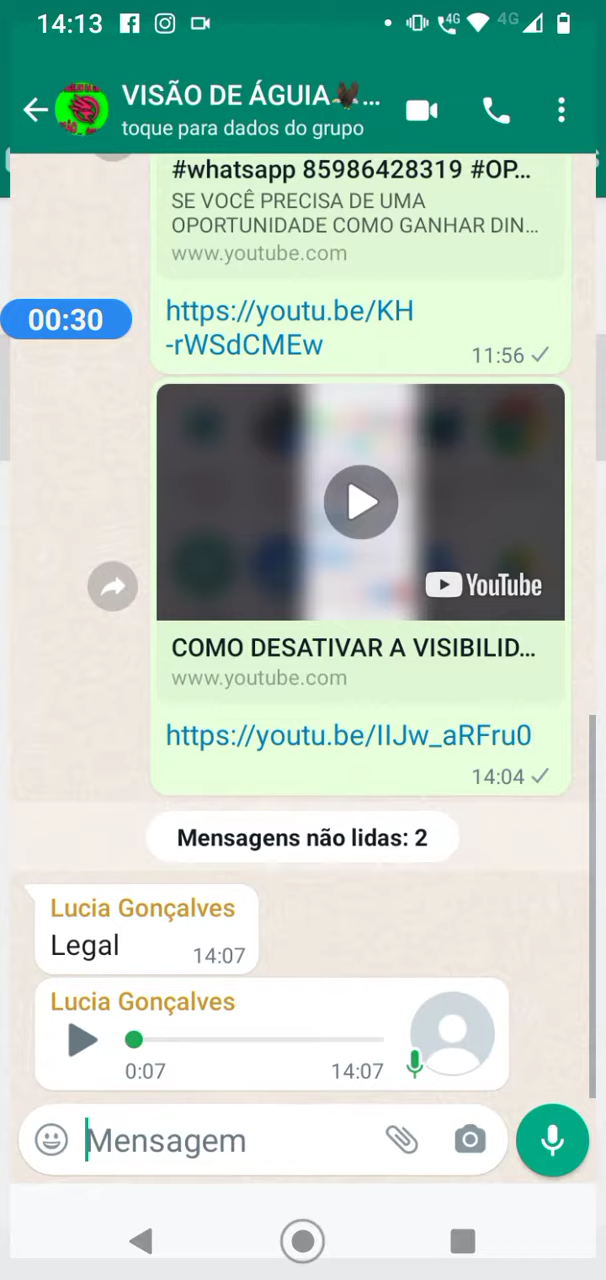 14:13
4G
4G
VISÃO DE ÁGUIA🦅...
toque para dados do grupo
#whatsapp 85986428319 #OP...
SE VOCÊ PRECISA DE UMA
OPORTUNIDADE COMO GANHAR DIN...
www.youtube.com
00:30
https://youtu.be/KH
-rWSdCMEw
11:56
YouTube
COMO DESATIVAR A VISIBILID...
www.youtube.com
https://youtu.be/IIJw_aRFru0
14:04
Mensagens não lidas: 2
Lucia Gonçalves
Legal
14:07
Lucia Gonçalves
0:07
14:07
Mensagem